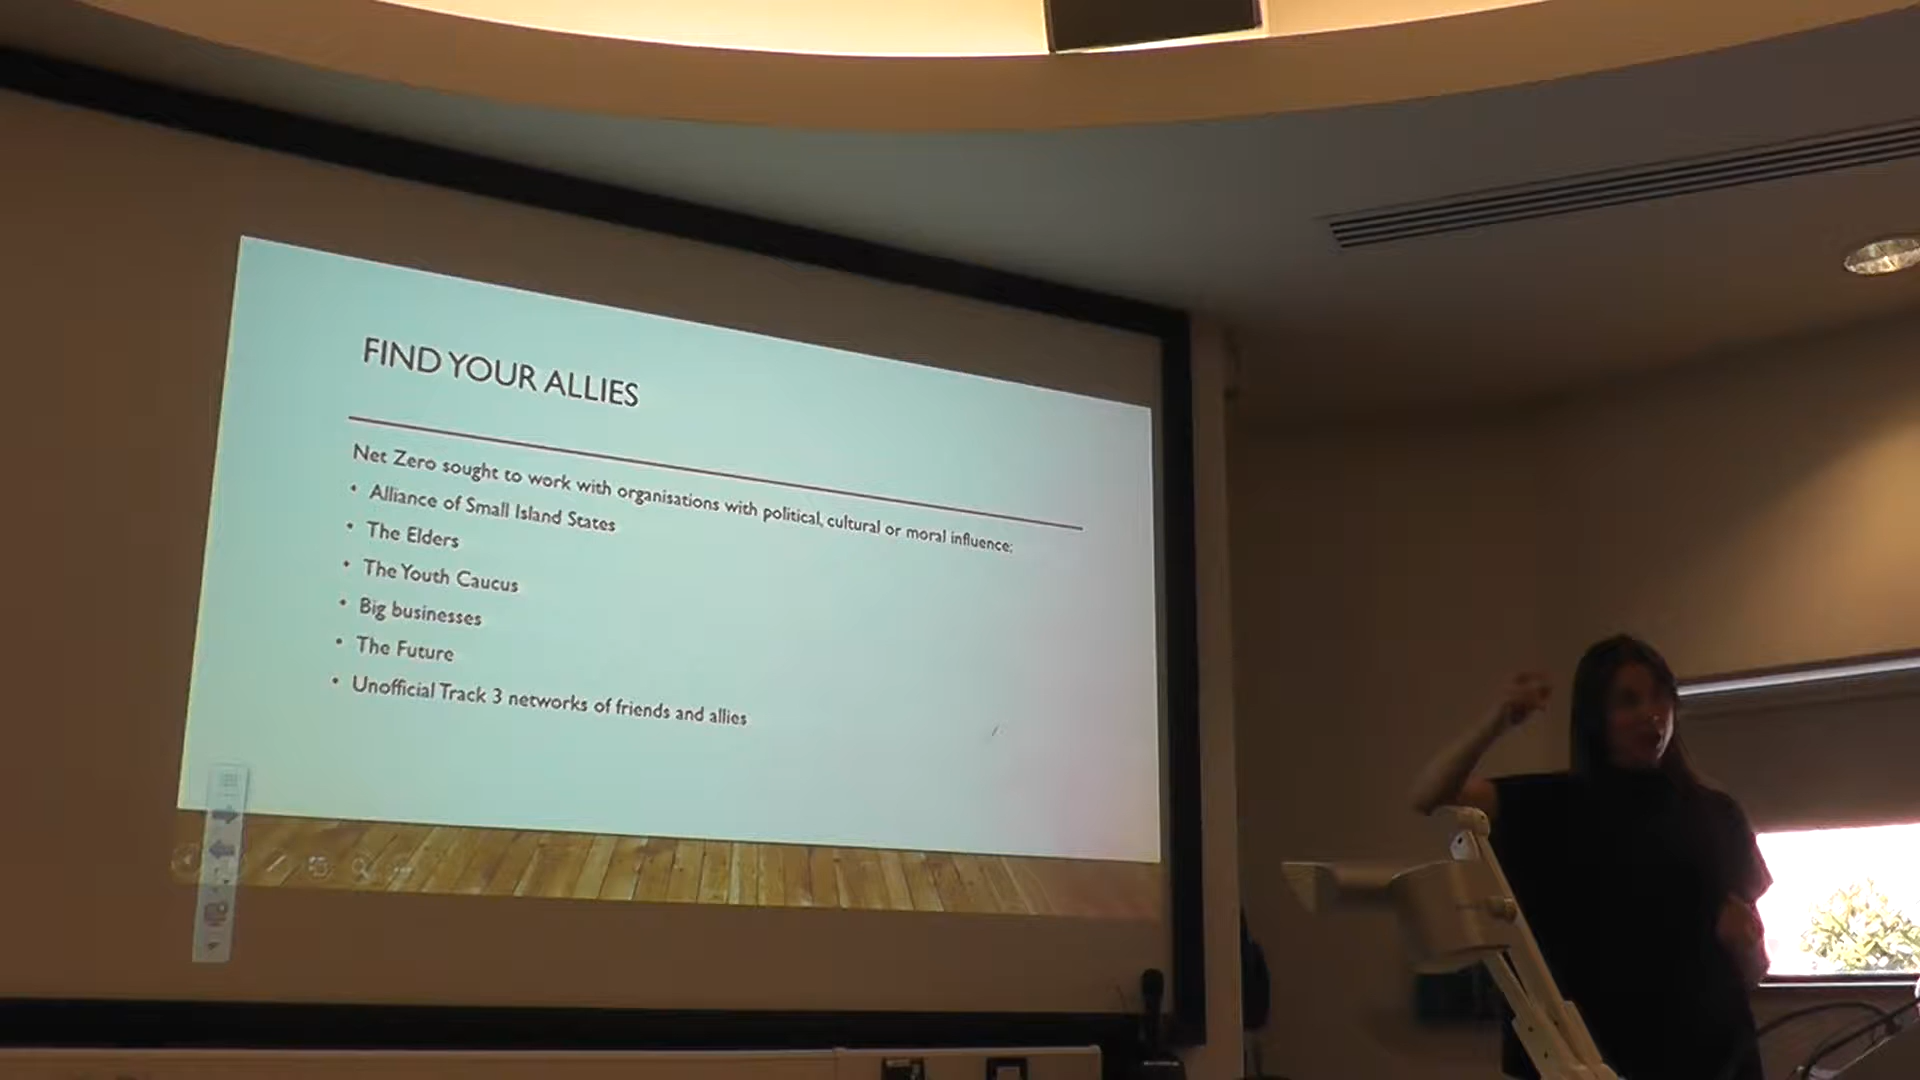 FIND YOUR ALLIES
Net Zero sought to work with organisations with political, cultural or moral influence:
• Alliance of Small Island States
• The Elders
• The Youth Caucus
• Big businesses
• The Future
• Unofficial Track 3 networks of friends and allies